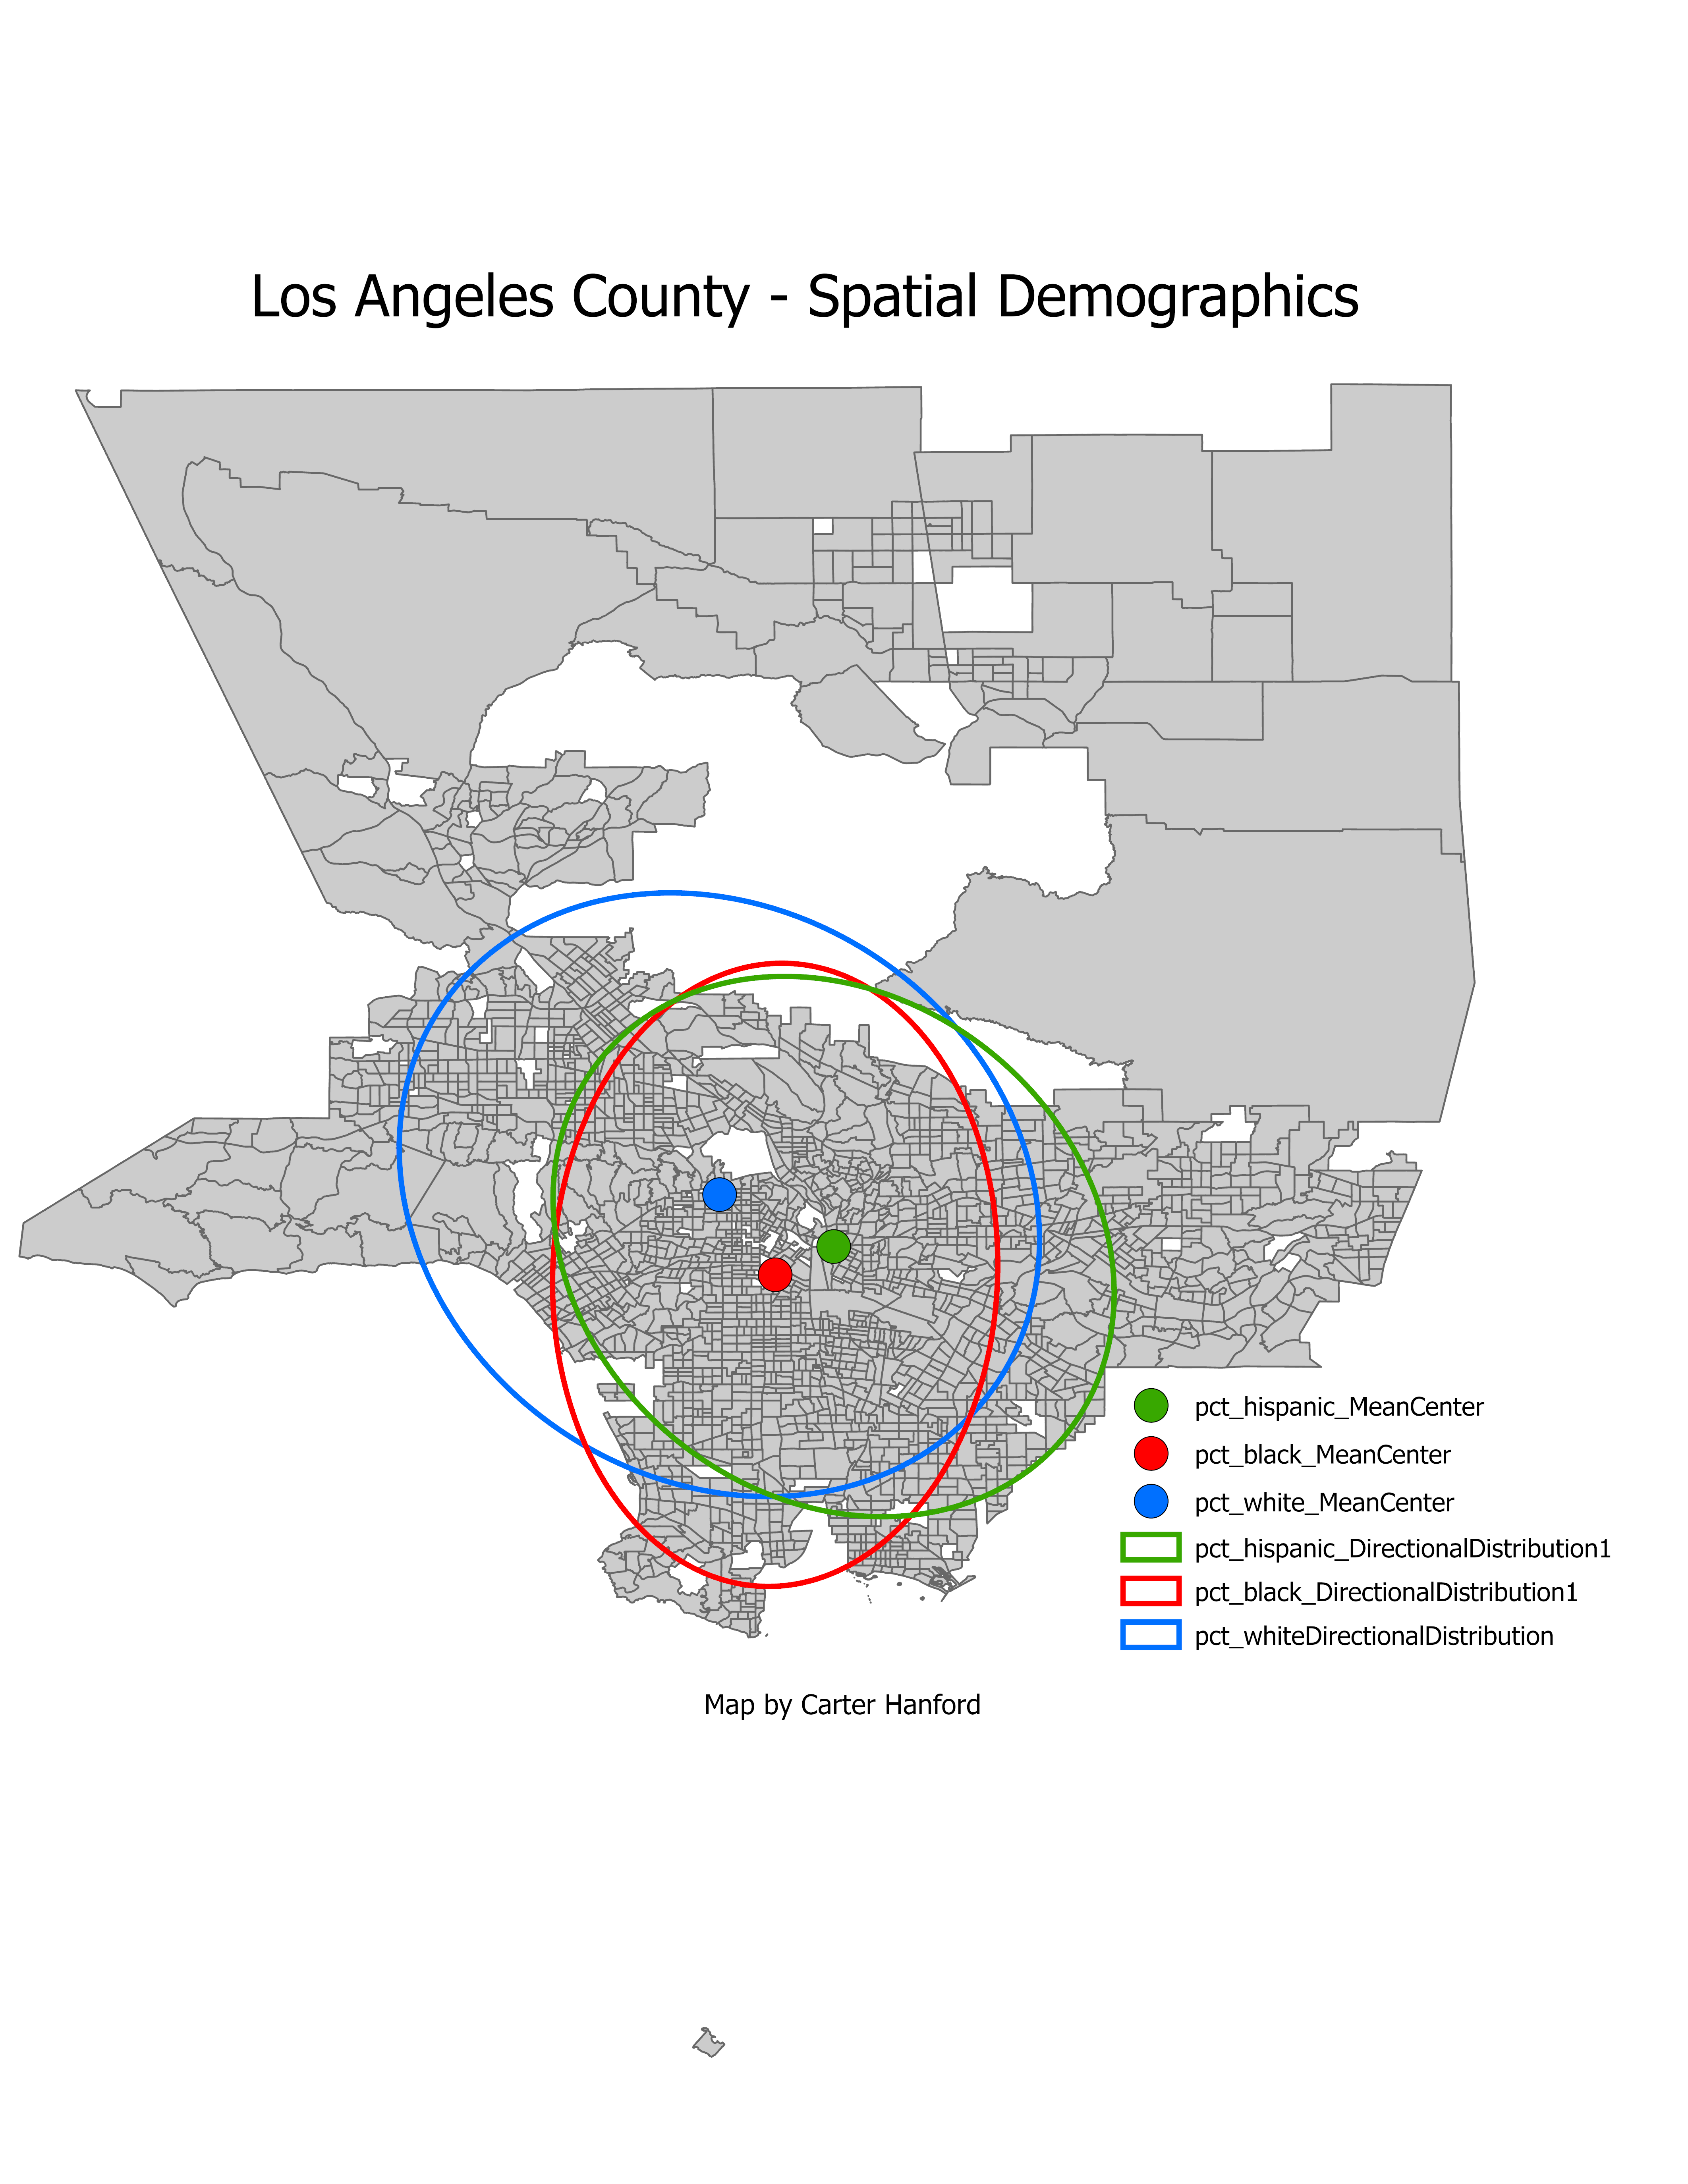 Los Angeles County - Spatial Demographics
pct_hispanic_MeanCenter
pct_black_MeanCenter
pct_white_MeanCenter
pct_hispanic_DirectionalDistribution1
pct_black_DirectionalDistribution1
pct_whiteDirectionalDistribution
Map by Carter Hanford